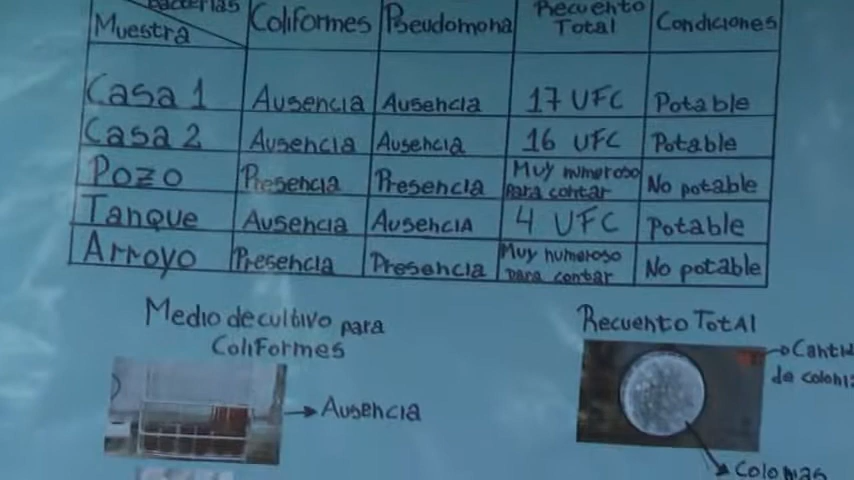 Bacterias
Muestra
Coliformes
Pseudomona
Recuento
Total
Condiciones
Casa 1
Ausencia
Ausencia
17 UFC
Potable
Casa 2
Ausencia
Ausencia
16 UFC
Potable
Pozo
Presencia
Presencia
Muy numeroso
para contar
No potable
Tanque
Ausencia
Ausencia
4 UFC
Potable
Arroyo
Presencia
Presencia
Muy numeroso
para contar
No potable
Medio de cultivo para
Coliformes
Ausencia
Recuento Total
de
Colonias